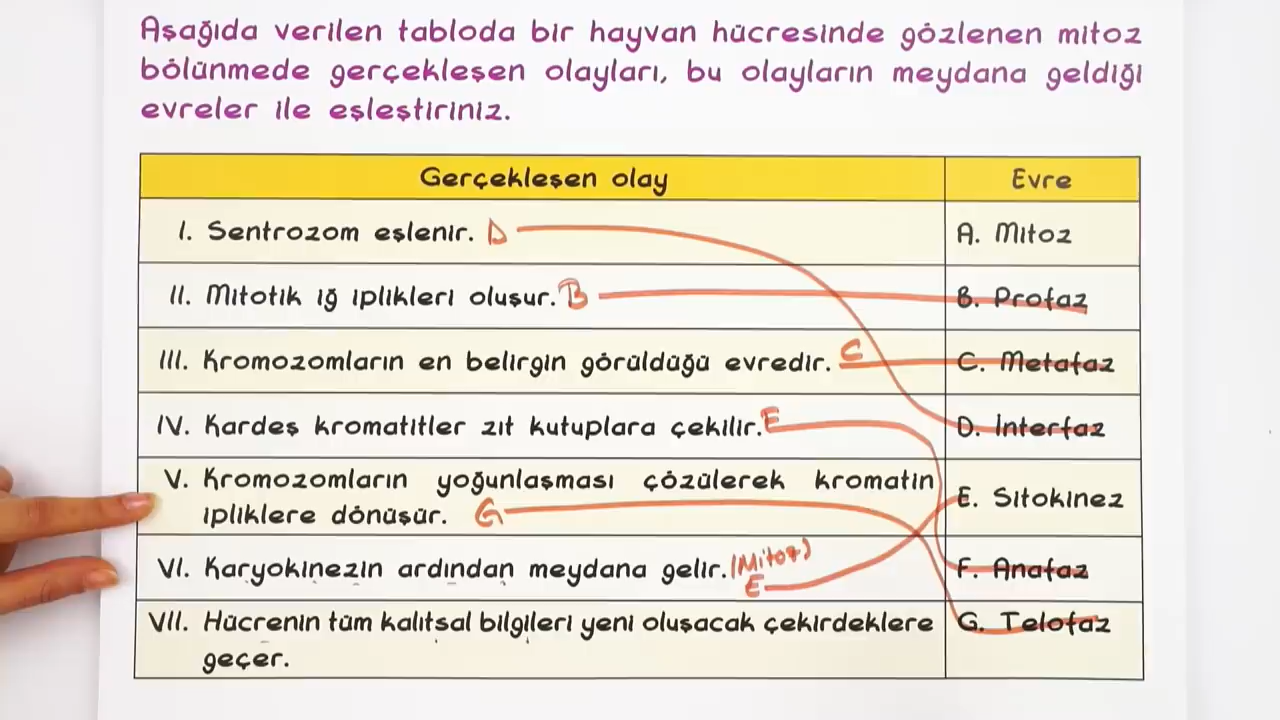 Aşağıda verilen tabloda bir hayvan hücresinde gözlenen mitoz
bölünmede gerçekleşen olayları, bu olayların meydana geldiği
evreler ile eşleştiriniz.
Gerçekleşen olay
Evre
I. Sentrozom eşlenir. D
A. Mitoz
II. Mitotik iğ iplikleri oluşur. B
B. Profaz
III. Kromozomların en belirgin görüldüğü evredir. C
C. Metafaz
IV. Kardeş kromatitler zıt kutuplara çekilir. F
D. İnterfaz
V. Kromozomların yoğunlaşması çözülerek kromatin
ipliklere dönüşür. G
E. Sitokinez
VI. Karyokinezin ardından meydana gelir. (Mitoz)
E
F. Anafaz
VII. Hücrenin tüm kalıtsal bilgileri yeni oluşacak çekirdeklere
geçer.
G. Telofaz